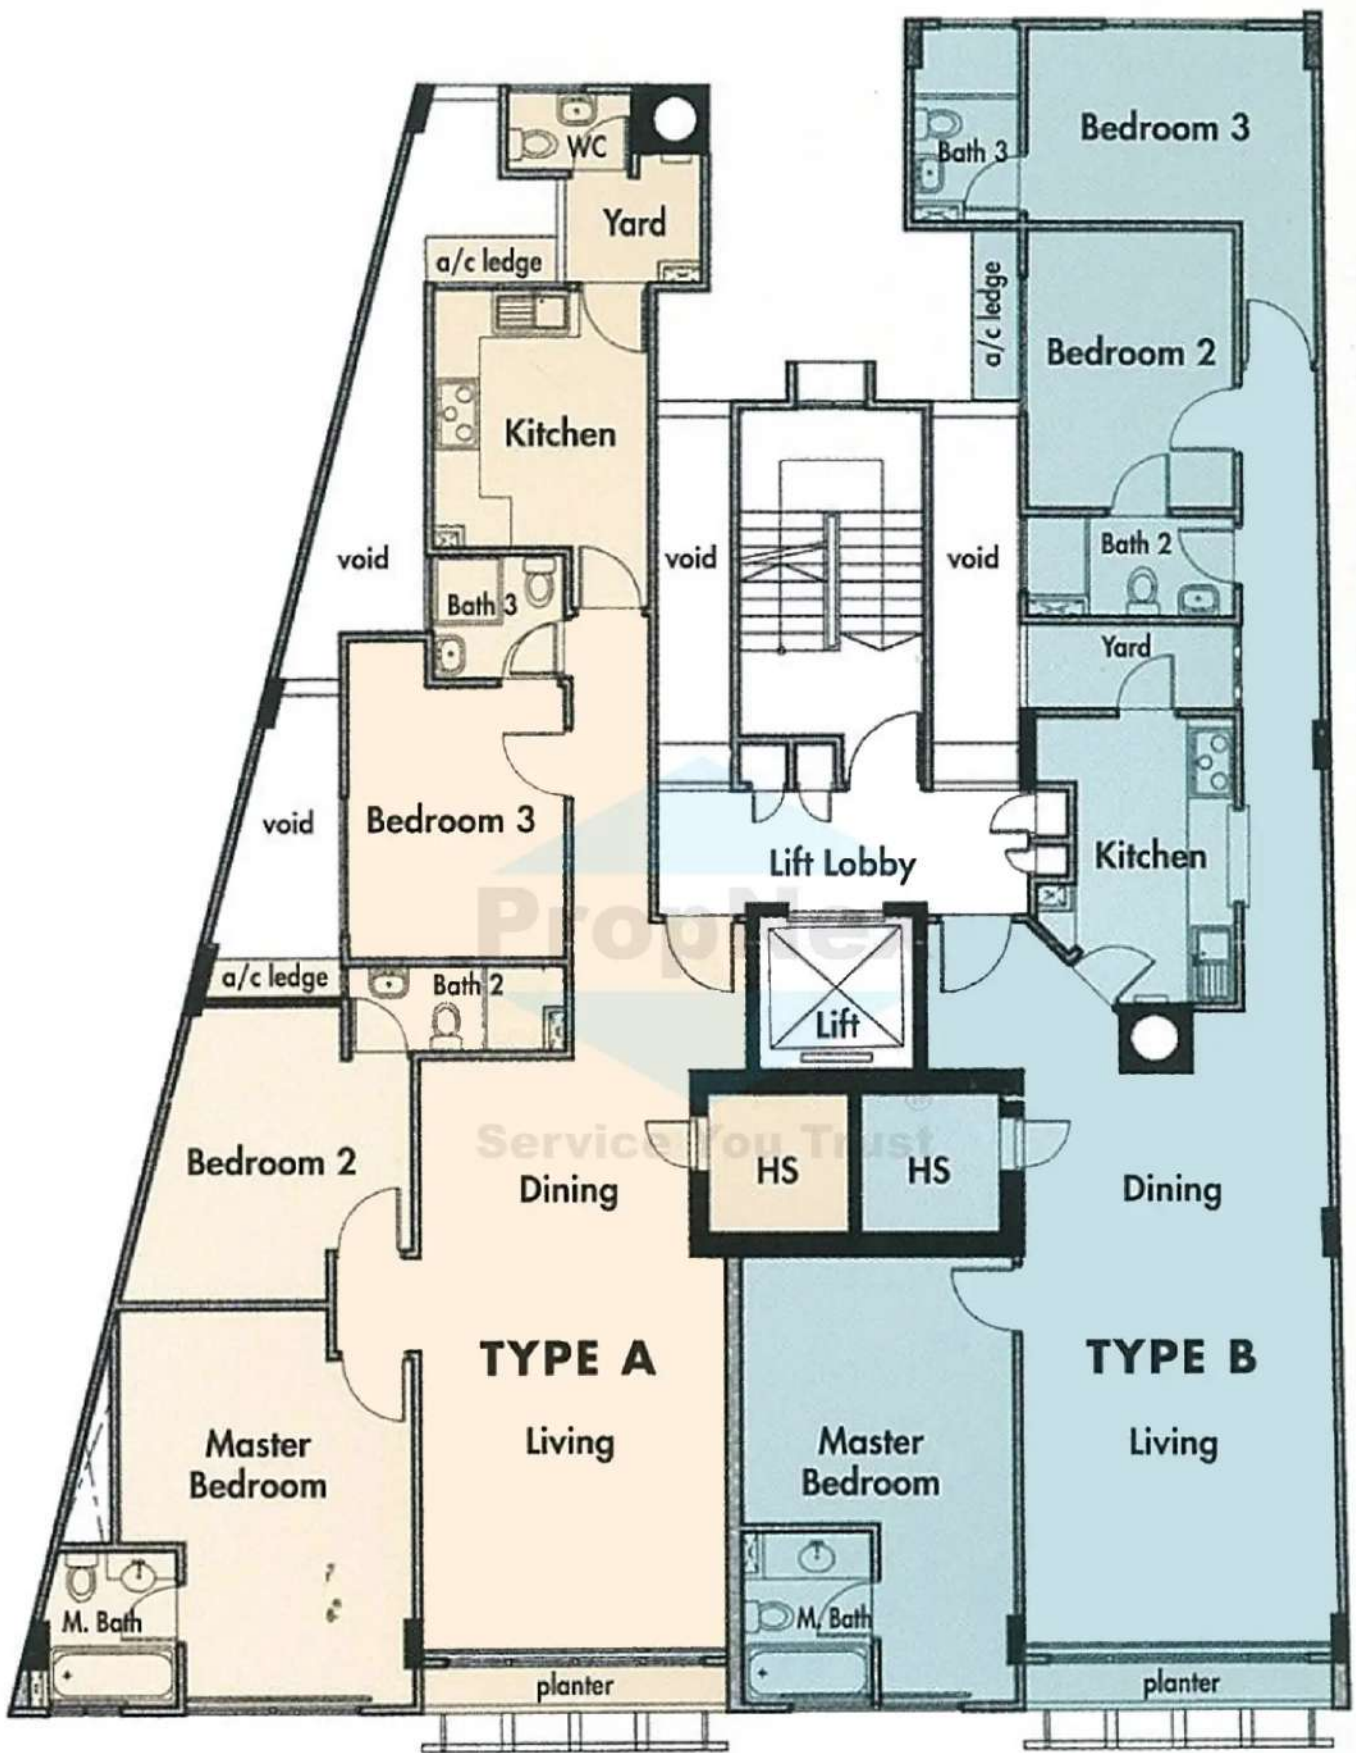 Bedroom 3
WC
Bath 3
Yard
a/c ledge
a/c ledge
Bedroom 2
Kitchen
void
void
void
Bath 2
Bath 3
Yard
void
Bedroom 3
Lift Lobby
Kitchen
PropNex
a/c ledge
Bath 2
Lift
Service You Trust
®
Bedroom 2
Dining
HS
HS
Dining
TYPE A
TYPE B
Living
Living
Master
Bedroom
Master
Bedroom
M. Bath
M. Bath
planter
planter